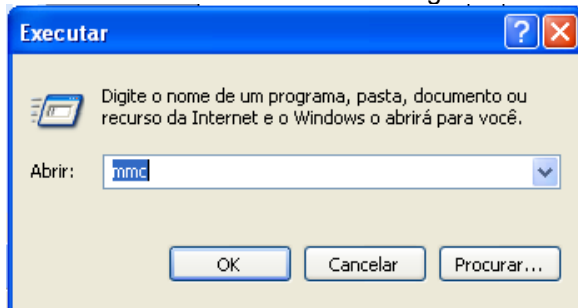 Executar
Digite o nome de um programa, pasta, documento ou
recurso da Internet e o Windows o abrirá para você.
Abrir: mmc
OK Cancelar Procurar...